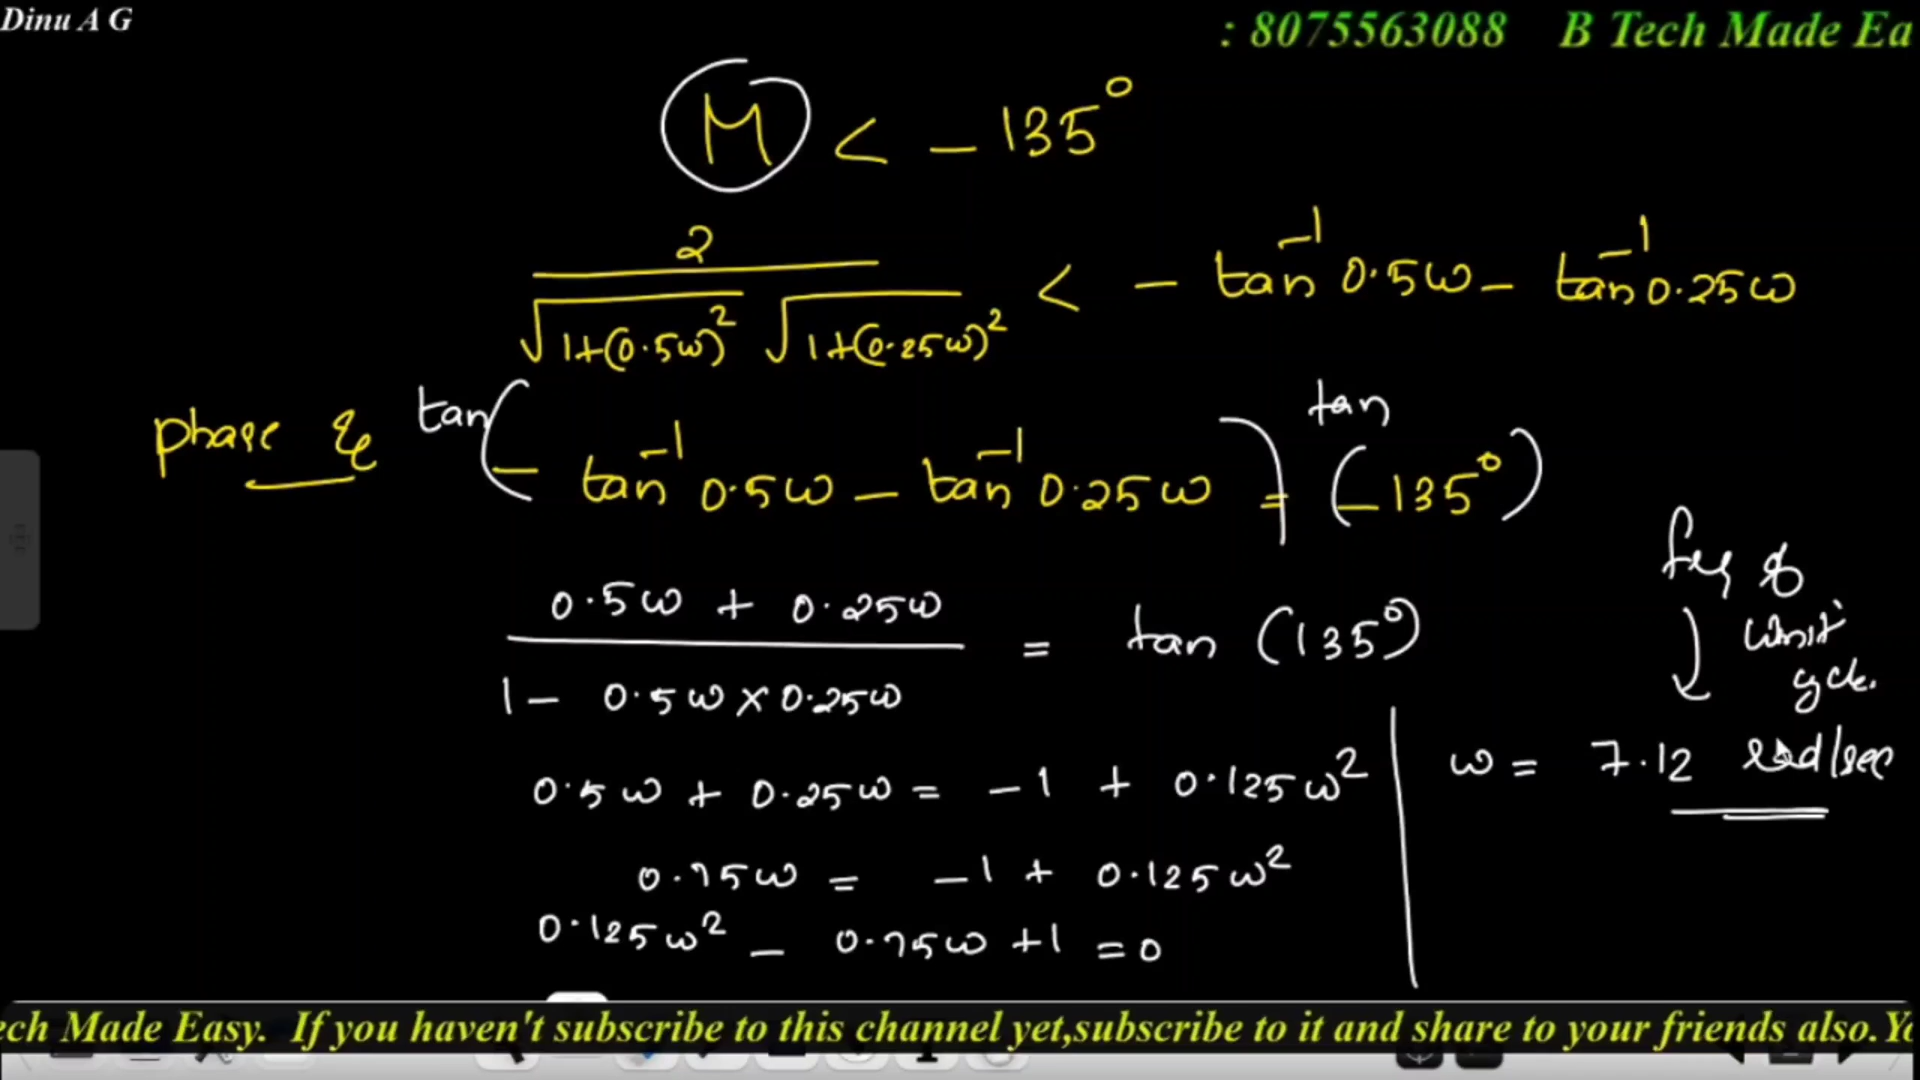 Dinu A G
: 8075563088 B Tech Made Ea
M < - 135°
2
√1+(0.5ω)² √1+(0.25ω)² < - tan⁻¹ 0.5ω - tan⁻¹ 0.25ω
phase & tan(- tan⁻¹ 0.5ω - tan⁻¹ 0.25ω) = tan(-135°)
0.5ω + 0.25ω
1 - 0.5ω × 0.25ω
= tan (135°)
0.5ω + 0.25ω = -1 + 0.125ω²
0.75ω = -1 + 0.125ω²
0.125ω² - 0.75ω +1 = 0
ω = 7.12 rad/sec
ech Made Easy. If you haven't subscribe to this channel yet,subscribe to it and share to your friends also.Yo